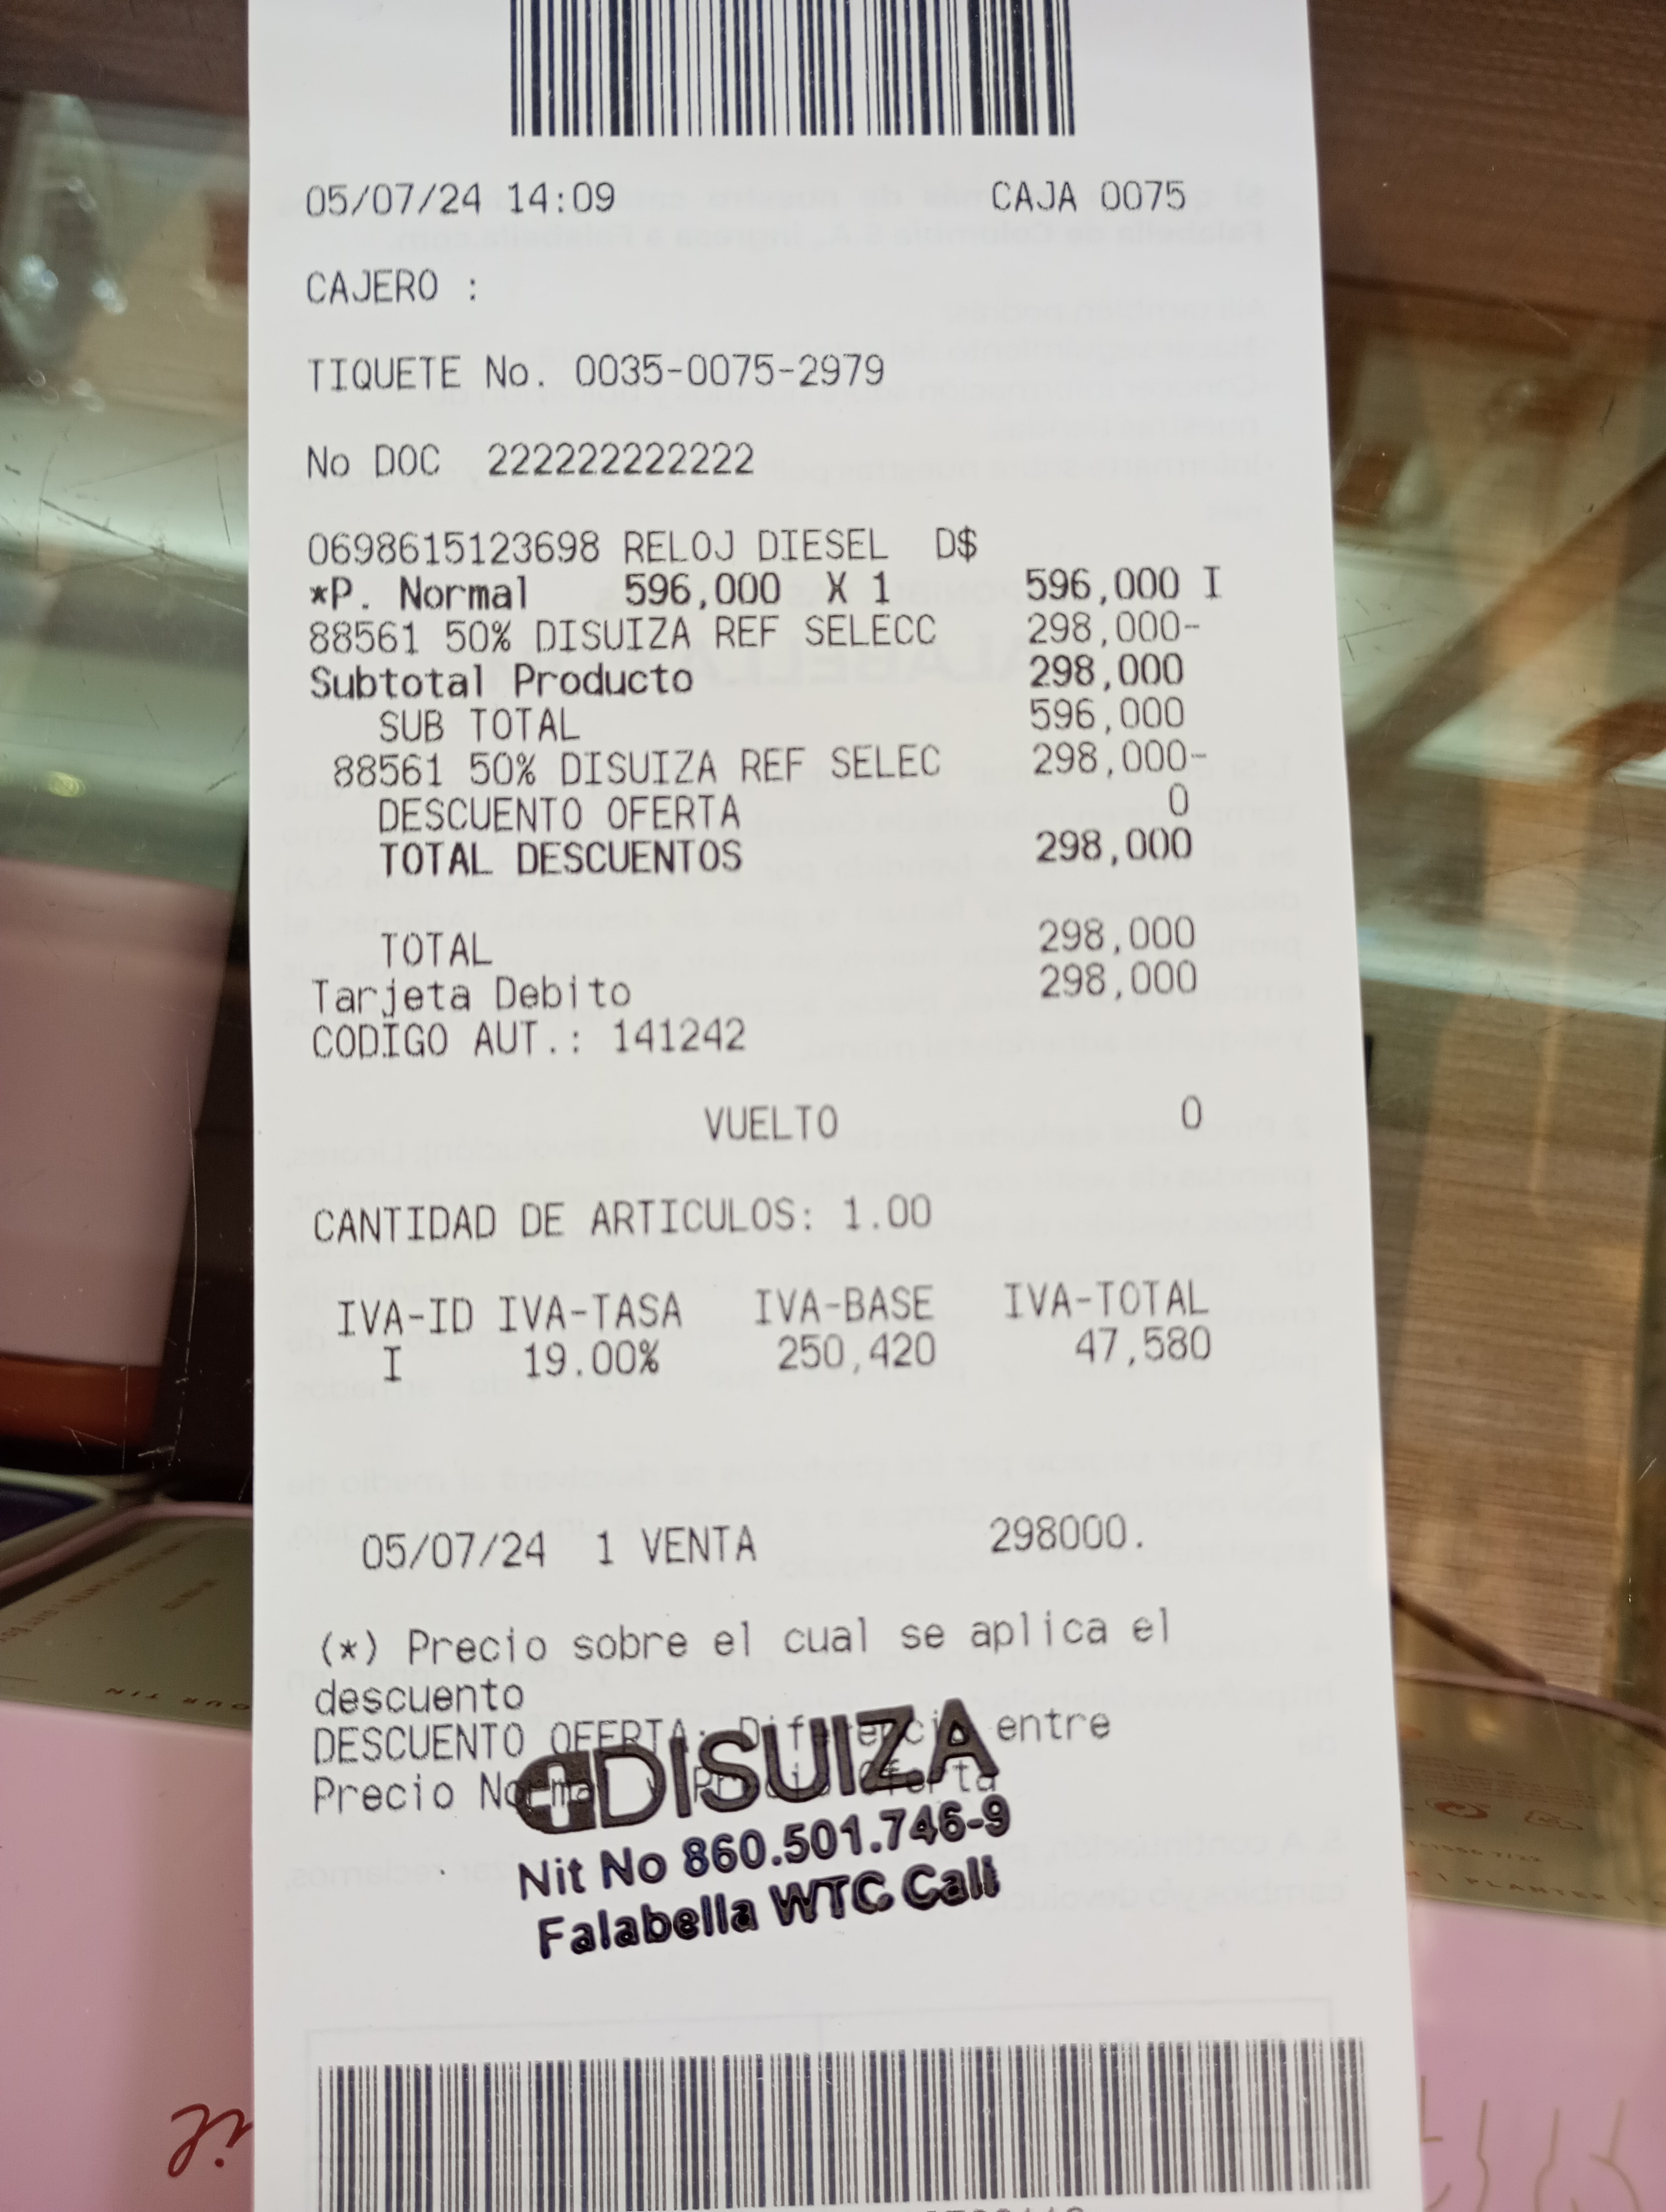 05/07/24 14:09 CAJA 0075
CAJERO :
TIQUETE No. 0035-0075-2979
No DOC 222222222222
0698615123698 RELOJ DIESEL D$
*P. Normal 596,000 X 1 596,000 I
88561 50% DISUIZA REF SELECC 298,000-
Subtotal Producto 298,000
SUB TOTAL 596,000
88561 50% DISUIZA REF SELEC 298,000-
DESCUENTO OFERTA 0
TOTAL DESCUENTOS 298,000
TOTAL 298,000
Tarjeta Debito 298,000
CODIGO AUT.: 141242
VUELTO 0
CANTIDAD DE ARTICULOS: 1.00
IVA-ID IVA-TASA IVA-BASE IVA-TOTAL
I 19.00% 250,420 47,580
05/07/24 1 VENTA 298000.
(*) Precio sobre el cual se aplica el
descuento
DESCUENTO OFERTA: Diferencia entre
Precio Normal y Precio Oferta
DISUIZA
Nit No 860.501.746-9
Falabella WTC Cali